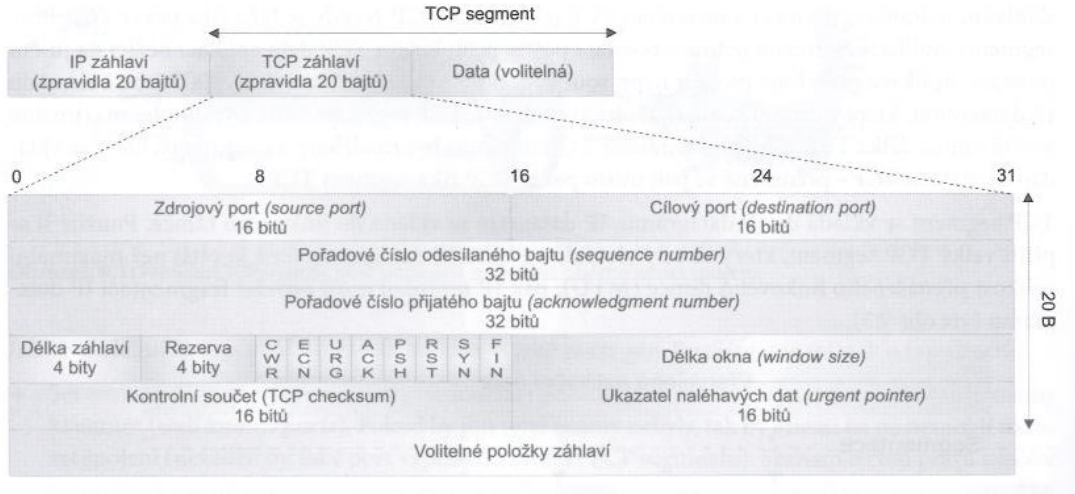 TCP segment
IP záhlaví
(zpravidla 20 bajtů)
TCP záhlaví
(zpravidla 20 bajtů)
Data (volitelná)
0 8 16 24 31
Zdrojový port (source port)
16 bitů
Cílový port (destination port)
16 bitů
Pořadové číslo odesílaného bajtu (sequence number)
32 bitů
Pořadové číslo přijatého bajtu (acknowledgment number)
32 bitů
20 B
Délka záhlaví
4 bity
Rezerva
4 bity
CWR
ECN
URG
ACK
PSH
RST
SYN
FIN
Délka okna (window size)
Kontrolní součet (TCP checksum)
16 bitů
Ukazatel naléhavých dat (urgent pointer)
16 bitů
Volitelné položky záhlaví